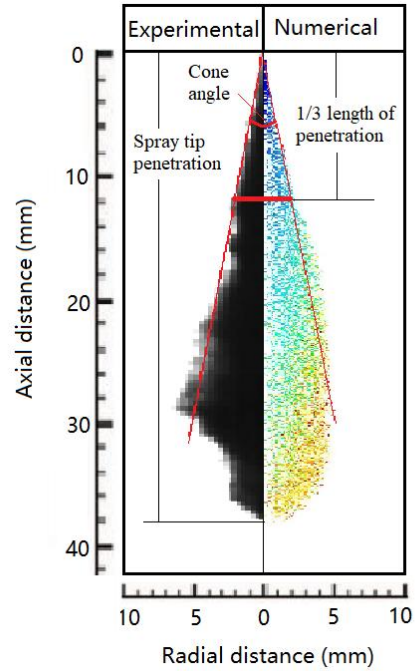 Experimental Numerical
0
Cone
angle
1/3 length of
penetration
Spray tip
penetration
10
20
30
40
Axial distance (mm)
10 5 0 5 10
Radial distance (mm)